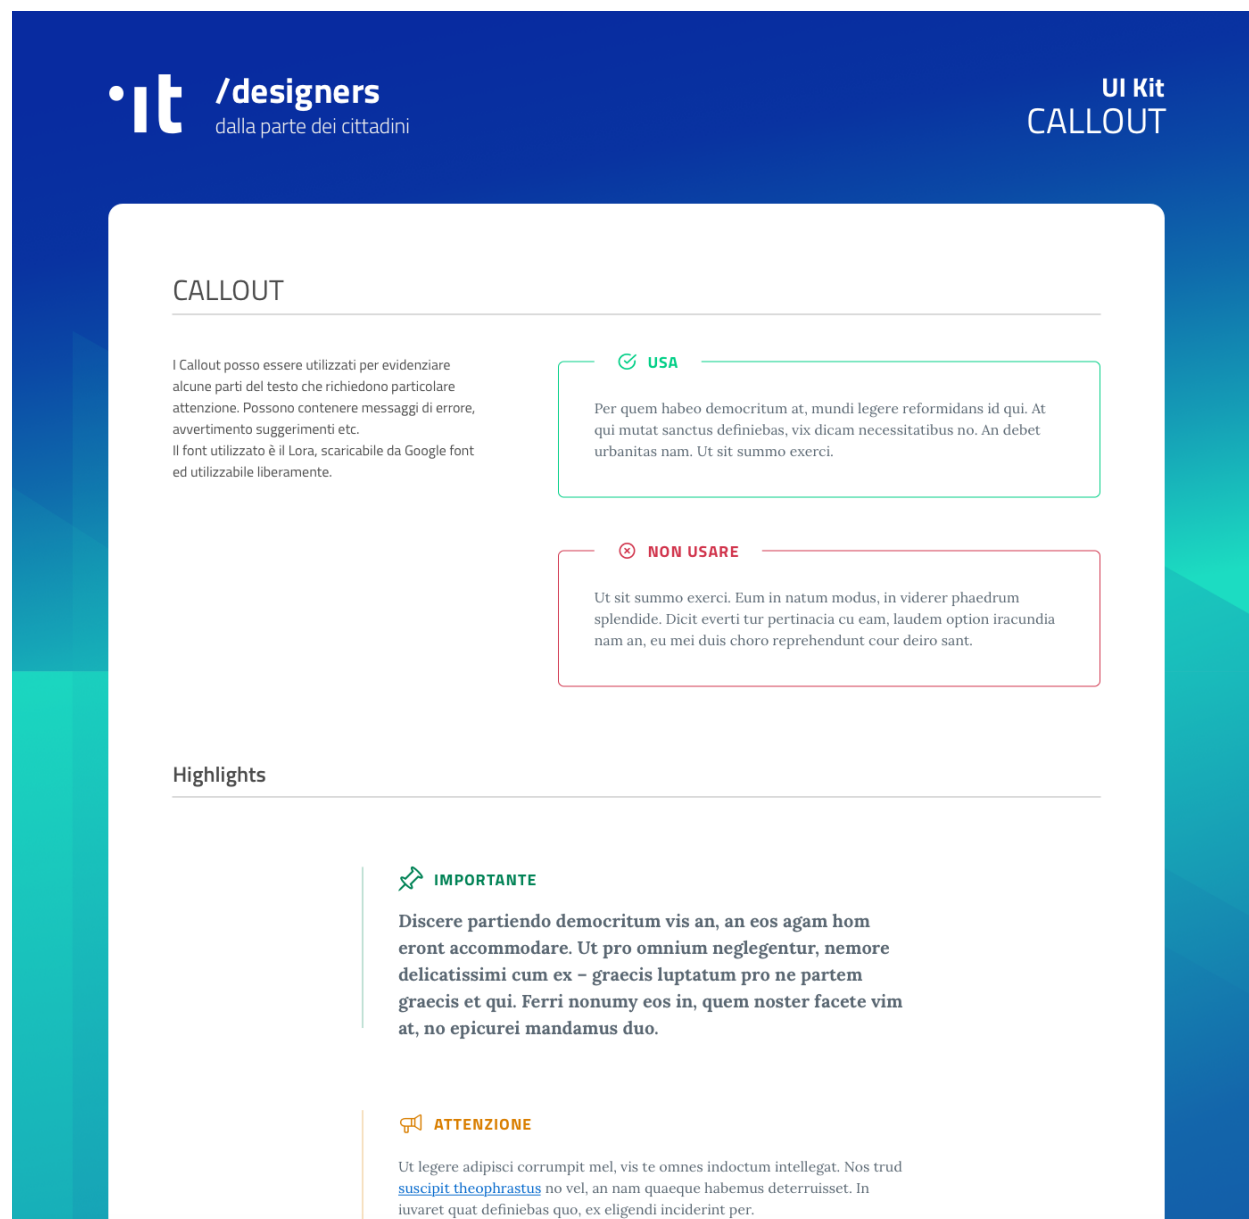 it
/designers
dalla parte dei cittadini
UI Kit
CALLOUT
CALLOUT
I Callout posso essere utilizzati per evidenziare
alcune parti del testo che richiedono particolare
attenzione. Possono contenere messaggi di errore,
avvertimento suggerimenti etc.
Il font utilizzato è il Lora, scaricabile da Google font
ed utilizzabile liberamente.
USA
Per quem habeo democritum at, mundi legere reformidans id qui. At
qui mutat sanctus definiebas, vix dicam necessitatibus no. An debet
urbanitas nam. Ut sit summo exerci.
NON USARE
Ut sit summo exerci. Eum in natum modus, in viderer phaedrum
splendide. Dicit everti tur pertinacia cu eam, laudem option iracundia
nam an, eu mei duis choro reprehendunt cour deiro sant.
Highlights
IMPORTANTE
Discere partiendo democritum vis an, an eos agam hom
eront accommodare. Ut pro omnium neglegentur, nemore
delicatissimi cum ex – graecis luptatum pro ne partem
graecis et qui. Ferri nonumy eos in, quem noster facete vim
at, no epicurei mandamus duo.
ATTENZIONE
Ut legere adipisci corrumpit mel, vis te omnes indoctum intellegat. Nos trud
suscipit theophrastus no vel, an nam quaeque habemus deterruisset. In
iuvaret quat definiebas quo, ex eligendi inciderint per.